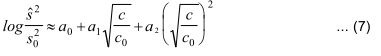 log ŝ²/s₀² ≈ a₀ + a₁√(c/c₀) + a₂(√(c/c₀))² ... (7)